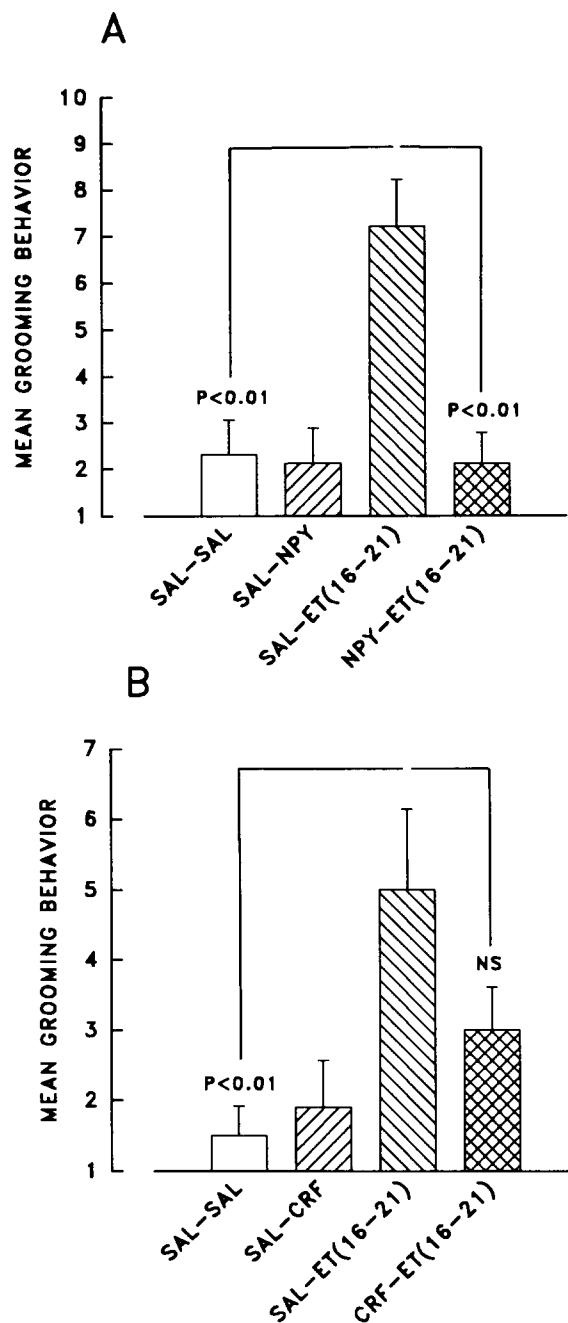 A
MEAN GROOMING BEHAVIOR
10
9
8
7
6
5
4
3
2
1
P<0.01
P<0.01
SAL-SAL
SAL-NPY
SAL-ET(16-21)
NPY-ET(16-21)
B
MEAN GROOMING BEHAVIOR
7
6
5
4
3
2
1
P<0.01
NS
SAL-SAL
SAL-CRF
SAL-ET(16-21)
CRF-ET(16-21)